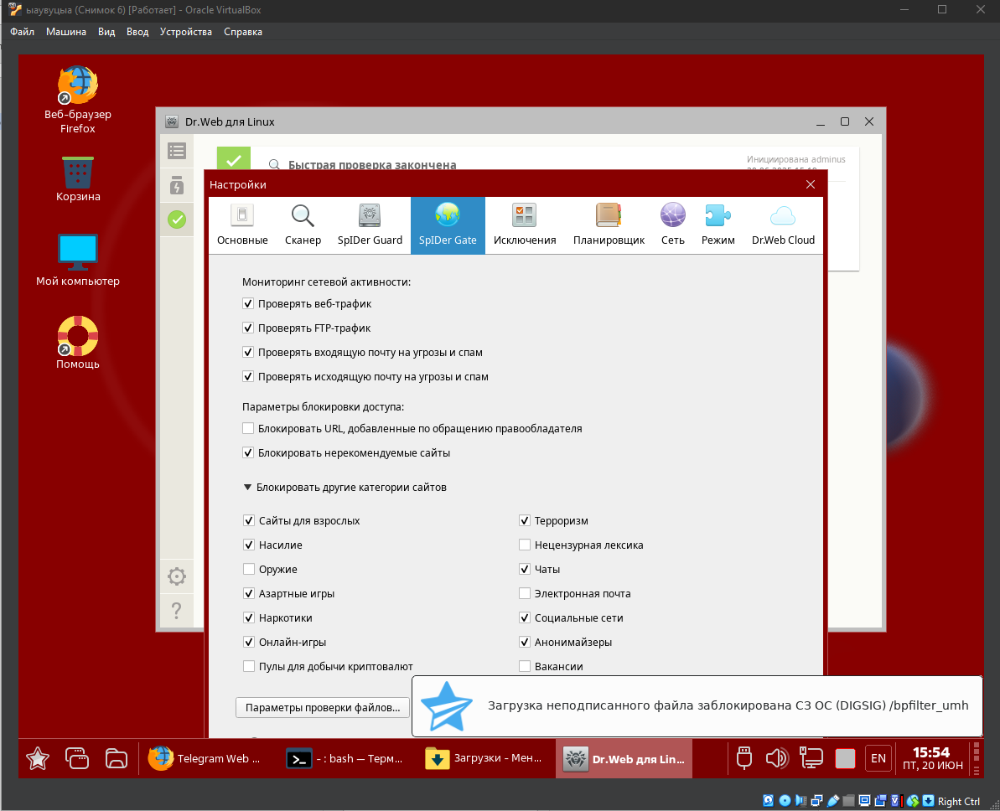 ыаувуцыа (Снимок 6) [Работает] - Oracle VirtualBox
Файл Машина Вид Ввод Устройства Справка
Веб-браузер
Firefox
Корзина
Мой компьютер
Помощь
Dr.Web для Linux
Быстрая проверка закончена
Инициирована adminus
Настройки
Основные Сканер SpIDer Guard SpIDer Gate Исключения Планировщик Сеть Режим Dr.Web Cloud
Мониторинг сетевой активности:
Проверять веб-трафик
Проверять FTP-трафик
Проверять входящую почту на угрозы и спам
Проверять исходящую почту на угрозы и спам
Параметры блокировки доступа:
Блокировать URL, добавленные по обращению правообладателя
Блокировать нерекомендуемые сайты
Блокировать другие категории сайтов
Сайты для взрослых Терроризм
Насилие Нецензурная лексика
Оружие Чаты
Азартные игры Электронная почта
Наркотики Социальные сети
Онлайн-игры Анонимайзеры
Пулы для добычи криптовалют Вакансии
Параметры проверки файлов...
Загрузка неподписанного файла заблокирована СЗ ОС (DIGSIG) /bpfilter_umh
Telegram Web ... - : bash — Терм... Загрузки - Мен... Dr.Web для Lin... EN 15:54
ПТ, 20 ИЮН
Right Ctrl